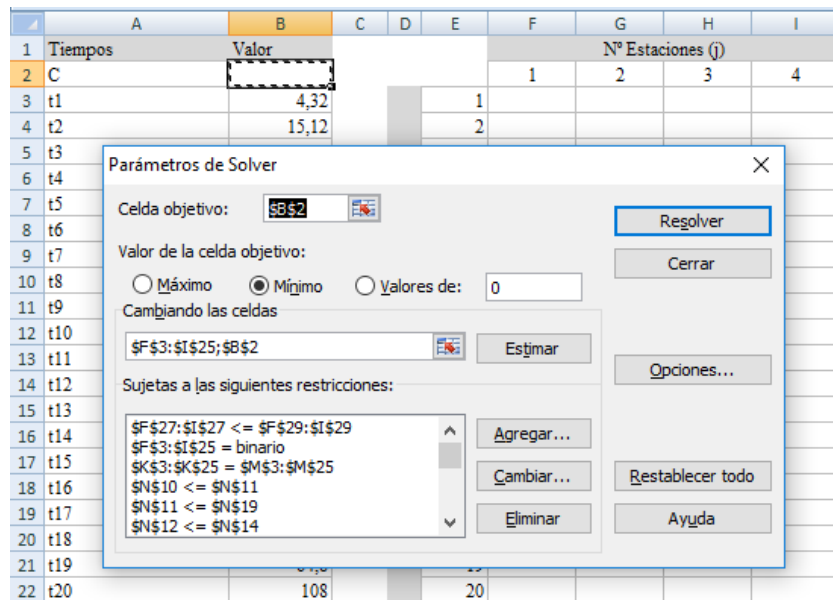 A B C D E F G H I
1 Tiempos Valor Nº Estaciones (j)
2 C 1 2 3 4
3 t1 4,32 1
4 t2 15,12 2
5 t3
6 t4
7 t5
8 t6
9 t7
10 t8
11 t9
12 t10
13 t11
14 t12
15 t13
16 t14
17 t15
18 t16
19 t17
20 t18
21 t19
22 t20 108 20
Parámetros de Solver
Celda objetivo: $B$2
Resolver
Valor de la celda objetivo:
Cerrar
Máximo Mínimo Valores de: 0
Cambiando las celdas
$F$3:$I$25;$B$2 Estimar
Opciones...
Sujetas a las siguientes restricciones:
$F$27:$I$27 <= $F$29:$I$29
$F$3:$I$25 = binario
$K$3:$K$25 = $M$3:$M$25
$N$10 <= $N$11
$N$11 <= $N$19
$N$12 <= $N$14
Agregar...
Cambiar...
Restablecer todo
Eliminar
Ayuda